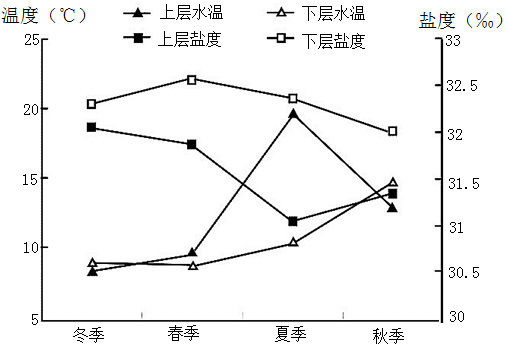 温度(℃)
上层水温
下层水温
上层盐度
下层盐度
盐度(‰)
25
20
15
10
5
33
32.5
32
31.5
31
30.5
30
冬季 春季 夏季 秋季